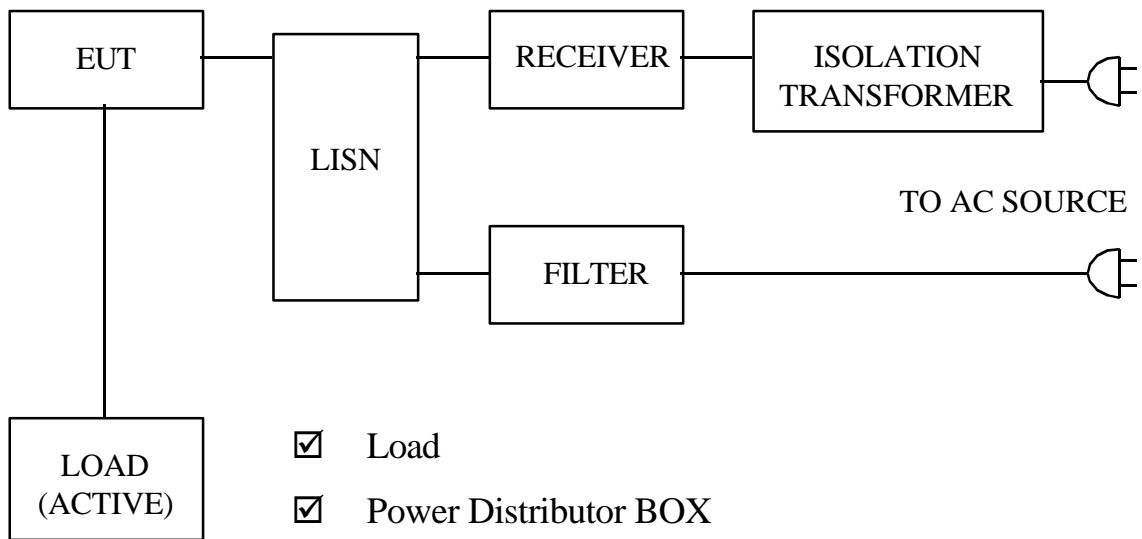 EUT
LISN
RECEIVER
ISOLATION
TRANSFORMER
TO AC SOURCE
FILTER
LOAD
(ACTIVE)
☑ Load
☑ Power Distributor BOX